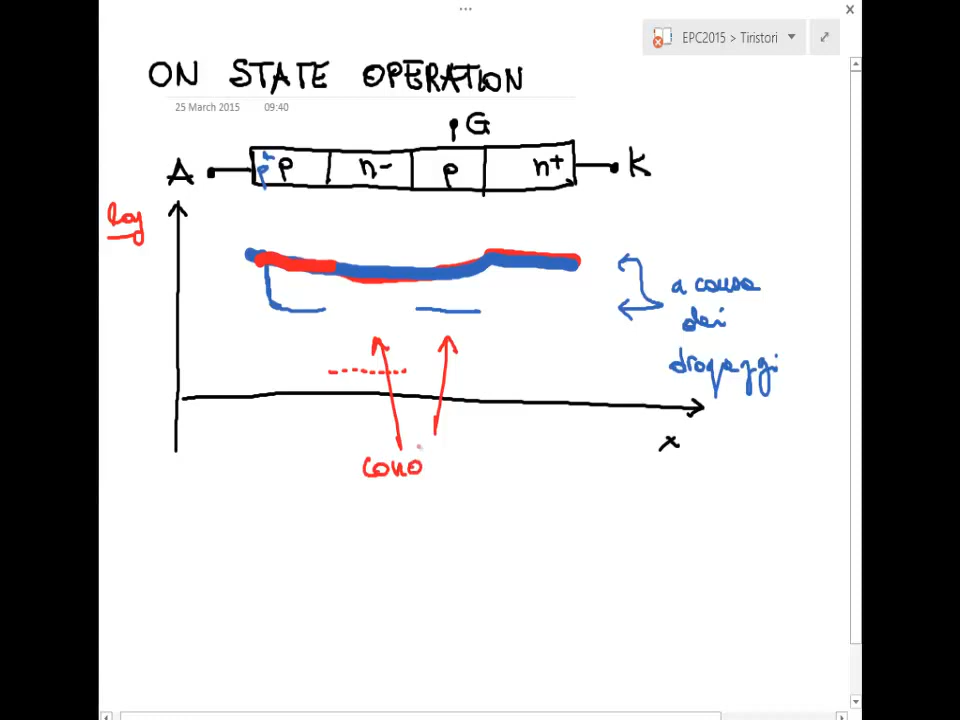 EPC2015 > Tiristori
ON STATE OPERATION
25 March 2015 09:40
G
A p+ p n- p n+ K
log
a causa
dei
drogaggi
x
cono